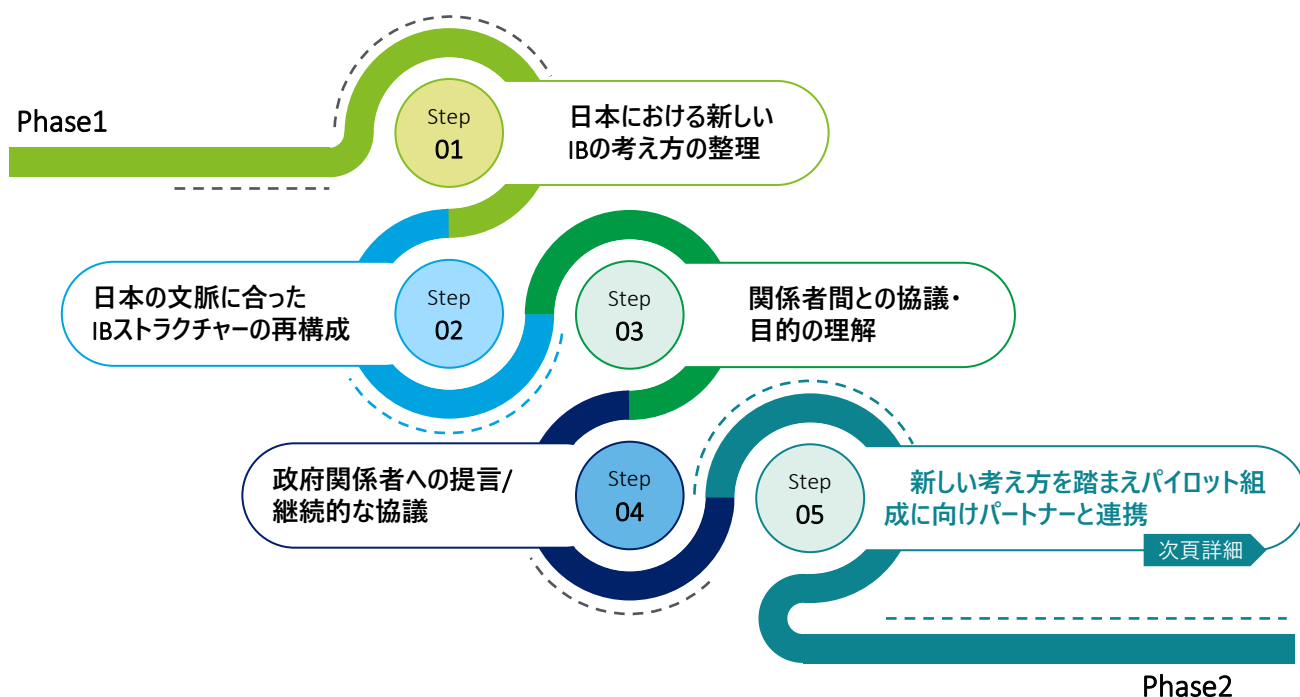 Phase1
Step
01
日本における新しい
IBの考え方の整理
日本の文脈に合った
IBストラクチャーの再構成
Step
02
Step
03
関係者間との協議・
目的の理解
政府関係者への提言/
継続的な協議
Step
04
Step
05
新しい考え方を踏まえパイロット組
成に向けパートナーと連携
次頁詳細
Phase2